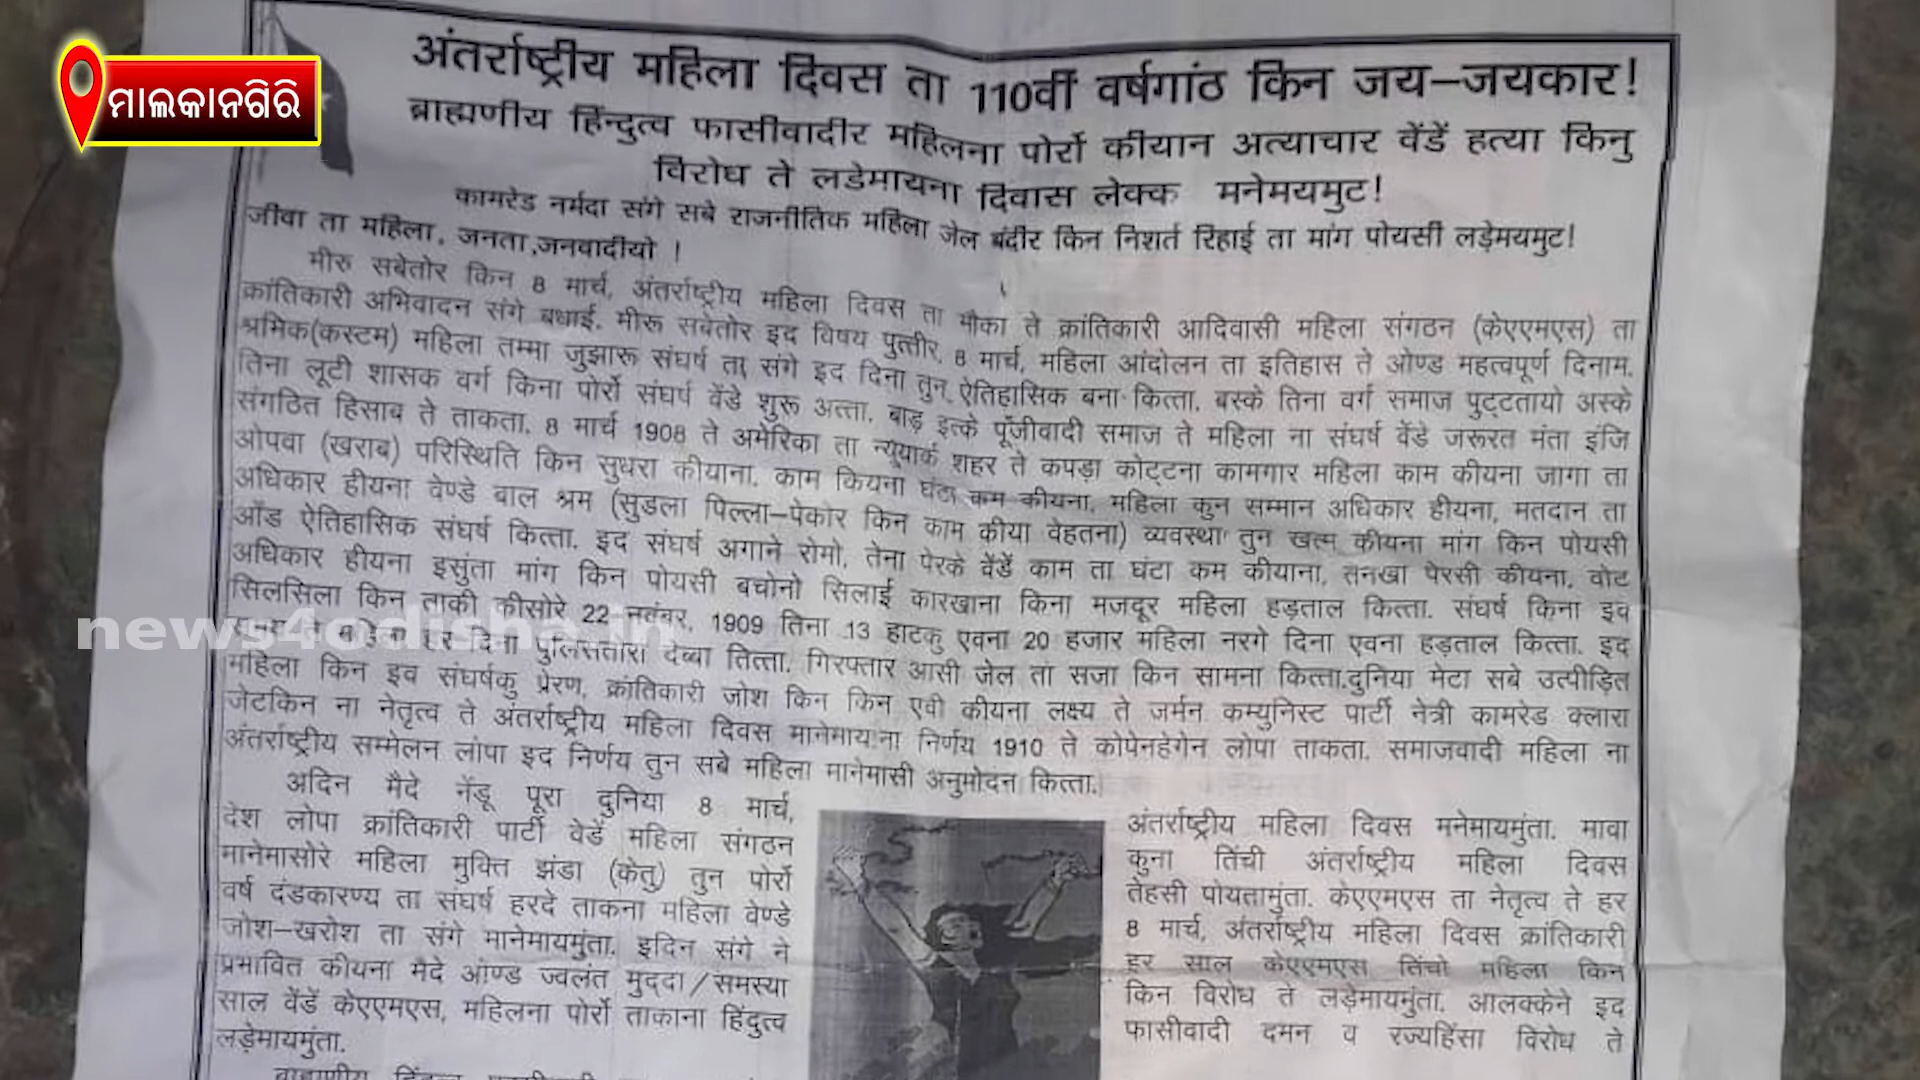 ମାଲକାନଗିରି
अंतर्राष्ट्रीय महिला दिवस ता 110वीं वर्षगांठ किन जय–जयकार!
ब्राह्मणीय हिंन्दुत्व फासीवादीर महिलना पोर्रो कीयान अत्याचार वेंडें हत्या किनु
विरोध ते लडेमायना दिवास लेक्क मनेमयमुट!
कामरेड नर्मदा संगे सबे राजनीतिक महिला जेल बंदीर किन निशर्त रिहाई ता मांग पोयसी लड़ेमयमुट!
जीवा ता महिला, जनता,जनवादीयो !
मीरु सबेतोर किन 8 मार्च, अंतर्राष्ट्रीय महिला दिवस ता मौका ते क्रांतिकारी आदिवासी महिला संगठन (केएएमएस) ता
क्रांतिकारी अभिवादन संगे बधाई. मीरू सबेतोर इद विषय पुत्तीर, 8 मार्च, महिला आंदोलन ता इतिहास ते ओण्ड महत्वपूर्ण दिनाम.
श्रमिक(कस्टम) महिला तम्मा जुझारू संघर्ष ता संगे इद दिना तुन ऐतिहासिक बना कित्ता. बस्के तिना वर्ग समाज पुट्टतायो अस्के
तिना लूटी शासक वर्ग किना पोर्रो संघर्ष वेंडे शुरू अत्ता. बाड़ इत्के पूँजीवादी समाज ते महिला ना संघर्ष वेंडे जरूरत मंता इंजि
संगठित हिसाब ते ताकता. 8 मार्च 1908 ते अमेरिका ता न्यूयार्क शहर ते कपड़ा कोट्टना कामगार महिला काम कीयना जागा ता
ओपवा (खराब) परिस्थिति किन सुधरा कीयाना. काम कियना घंटा कम कीयना, महिला कुन सम्मान अधिकार हीयना, मतदान ता
अधिकार हीयना वेण्डे बाल श्रम (सुडला पिल्ला–पेकोर किन काम कीया वेहतना) व्यवस्था तुन खत्म कीयना मांग किन पोयसी
ओंड ऐतिहासिक संघर्ष कित्ता. इद संघर्ष अगाने रोमो. तेना पेरके वेंडें काम ता घंटा कम कीयाना, तनखा पेरसी कीयना, वोट
अधिकार हीयना इसुंता मांग किन पोयसी बचोनो सिलाई कारखाना किना मजदूर महिला हड़ताल कित्ता. संघर्ष किना इव
सिलसिला किन ताकी कीसोरे 22 नवंबर, 1909 तिना 13 हाटकु एवना 20 हजार महिला नरगे दिना एवना हड़ताल कित्ता. इद
महिला हर दिना पुलिसतारा देब्बा तित्ता. गिरफ्तार आसी जेल ता सजा किन सामना कित्ता.दुनिया मेटा सबे उत्पीड़ित
news4odisha.in
महिला किन इव संघर्षकु प्रेरण, क्रांतिकारी जोश किन किन एवी कीयना लक्ष्य ते जर्मन कम्युनिस्ट पार्टी नेत्री कामरेड क्लारा
जेटकिन ना नेतृत्व ते अंतर्राष्ट्रीय महिला दिवस मानेमायना निर्णय 1910 ते कोपेनहेगेन लोपा ताकता. समाजवादी महिला ना
अंतर्राष्ट्रीय सम्मेलन लोपा इद निर्णय तुन सबे महिला मानेमासी अनुमोदन कित्ता.
अदिन मैदे नेंडू पूरा दुनिया 8 मार्च,
देश लोपा क्रांतिकारी पार्टी वेडें महिला संगठन
मानेमासोरे महिला मुक्ति झंडा (केतु) तुन पोर्रो
वर्ष दंडकारण्य ता संघर्ष हरदे ताकना महिला वेण्डे
जोश–खरोश ता संगे मानेमायमुंता. इदिन संगे ने
प्रभावित कीयना मैदे ओण्ड ज्वलंत मुद्दा/समस्या
साल वेंडें केएएमएस, महिलना पोर्रो ताकाना हिंदुत्व
लड़ेमायमुंता.
अंतर्राष्ट्रीय महिला दिवस मनेमायमुंता. मावा
कुना तिंची अंतर्राष्ट्रीय महिला दिवस
तेहसी पोयतामुंता. केएएमएस ता नेतृत्व ते हर
8 मार्च, अंतर्राष्ट्रीय महिला दिवस क्रांतिकारी
हर साल केएएमएस तिंचो महिला किन
किन विरोध ते लड़ेमायमुंता. आलक्केने इद
फासीवादी दमन व रज्यहिंसा विरोध ते